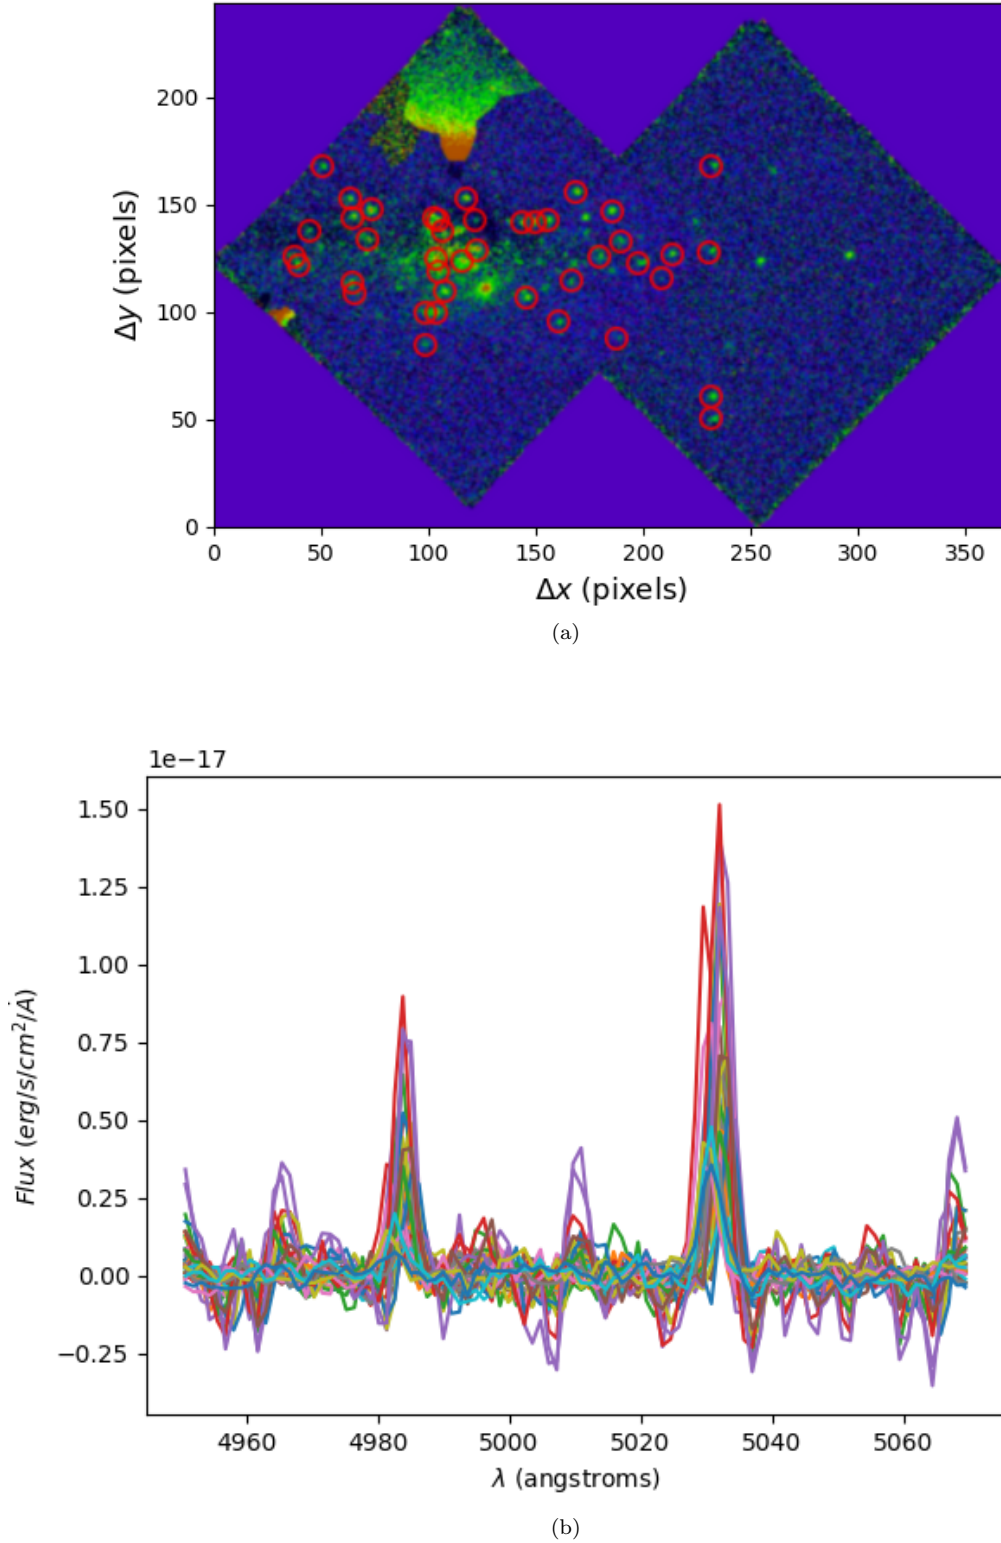 200
150
100
50
0
Δy (pixels)
0 50 100 150 200 250 300 350
Δx (pixels)
(a)
1e−17
1.50
1.25
1.00
0.75
0.50
0.25
0.00
−0.25
Flux (erg/s/cm²/Ȧ)
4960 4980 5000 5020 5040 5060
λ (angstroms)
(b)